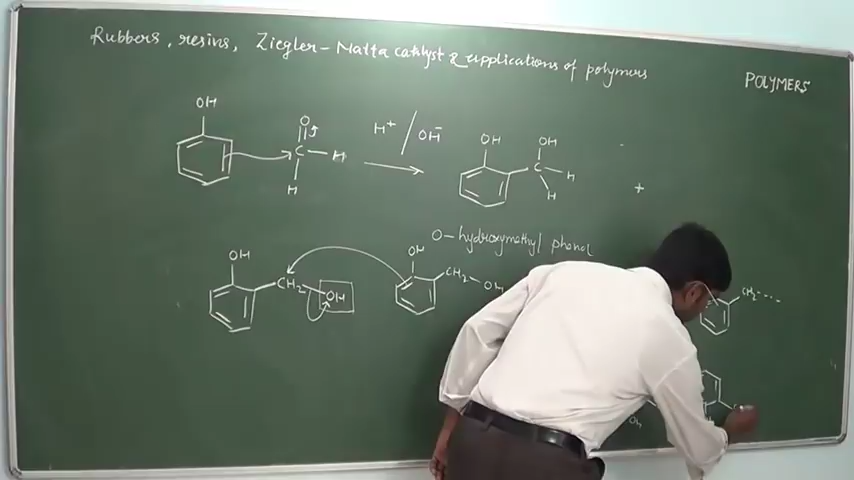 Rubbers, resins, Ziegler - Natta catalyst & applications of polymers
POLYMERS
OH
O
C
H
H
H⁺ / OH⁻
OH
OH
C
H
H
+
O- hydroxymethyl phenol
OH
CH₂
OH
OH
CH₂
OH
CH₂----